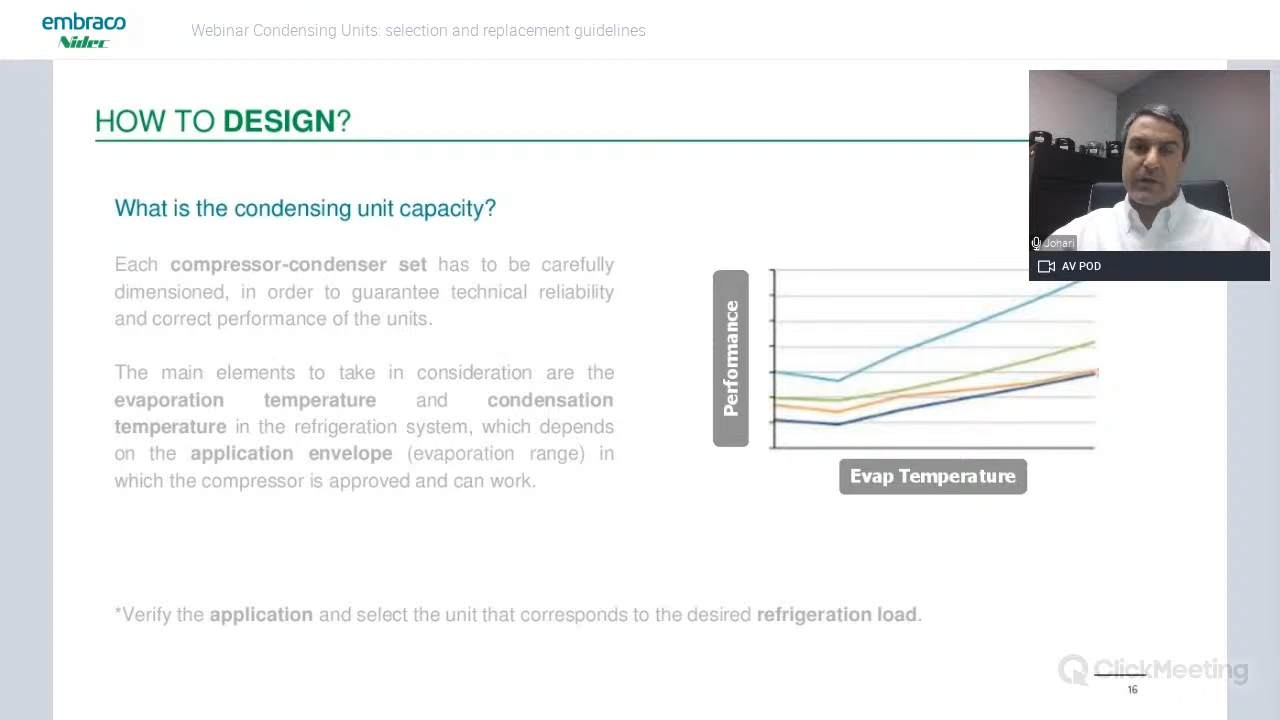 embraco
Nidec
Webinar Condensing Units: selection and replacement guidelines
HOW TO DESIGN?
What is the condensing unit capacity?
Each compressor-condenser set has to be carefully
dimensioned, in order to guarantee technical reliability
and correct performance of the units.
The main elements to take in consideration are the
evaporation temperature and condensation
temperature in the refrigeration system, which depends
on the application envelope (evaporation range) in
which the compressor is approved and can work.
Johari
AV POD
Performance
Evap Temperature
*Verify the application and select the unit that corresponds to the desired refrigeration load.
ClickMeeting
16